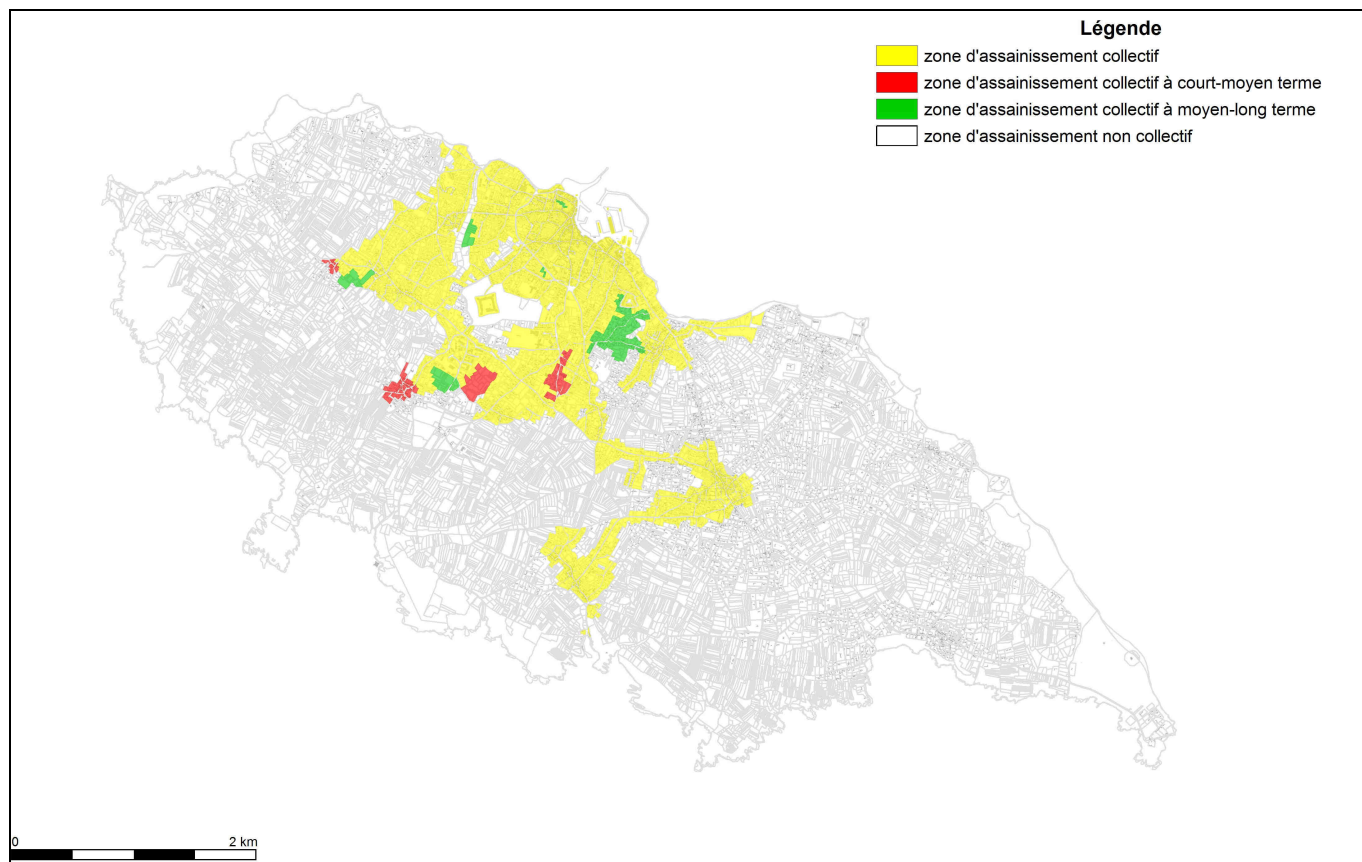 Légende
zone d'assainissement collectif
zone d'assainissement collectif à court-moyen terme
zone d'assainissement collectif à moyen-long terme
zone d'assainissement non collectif
0 2 km